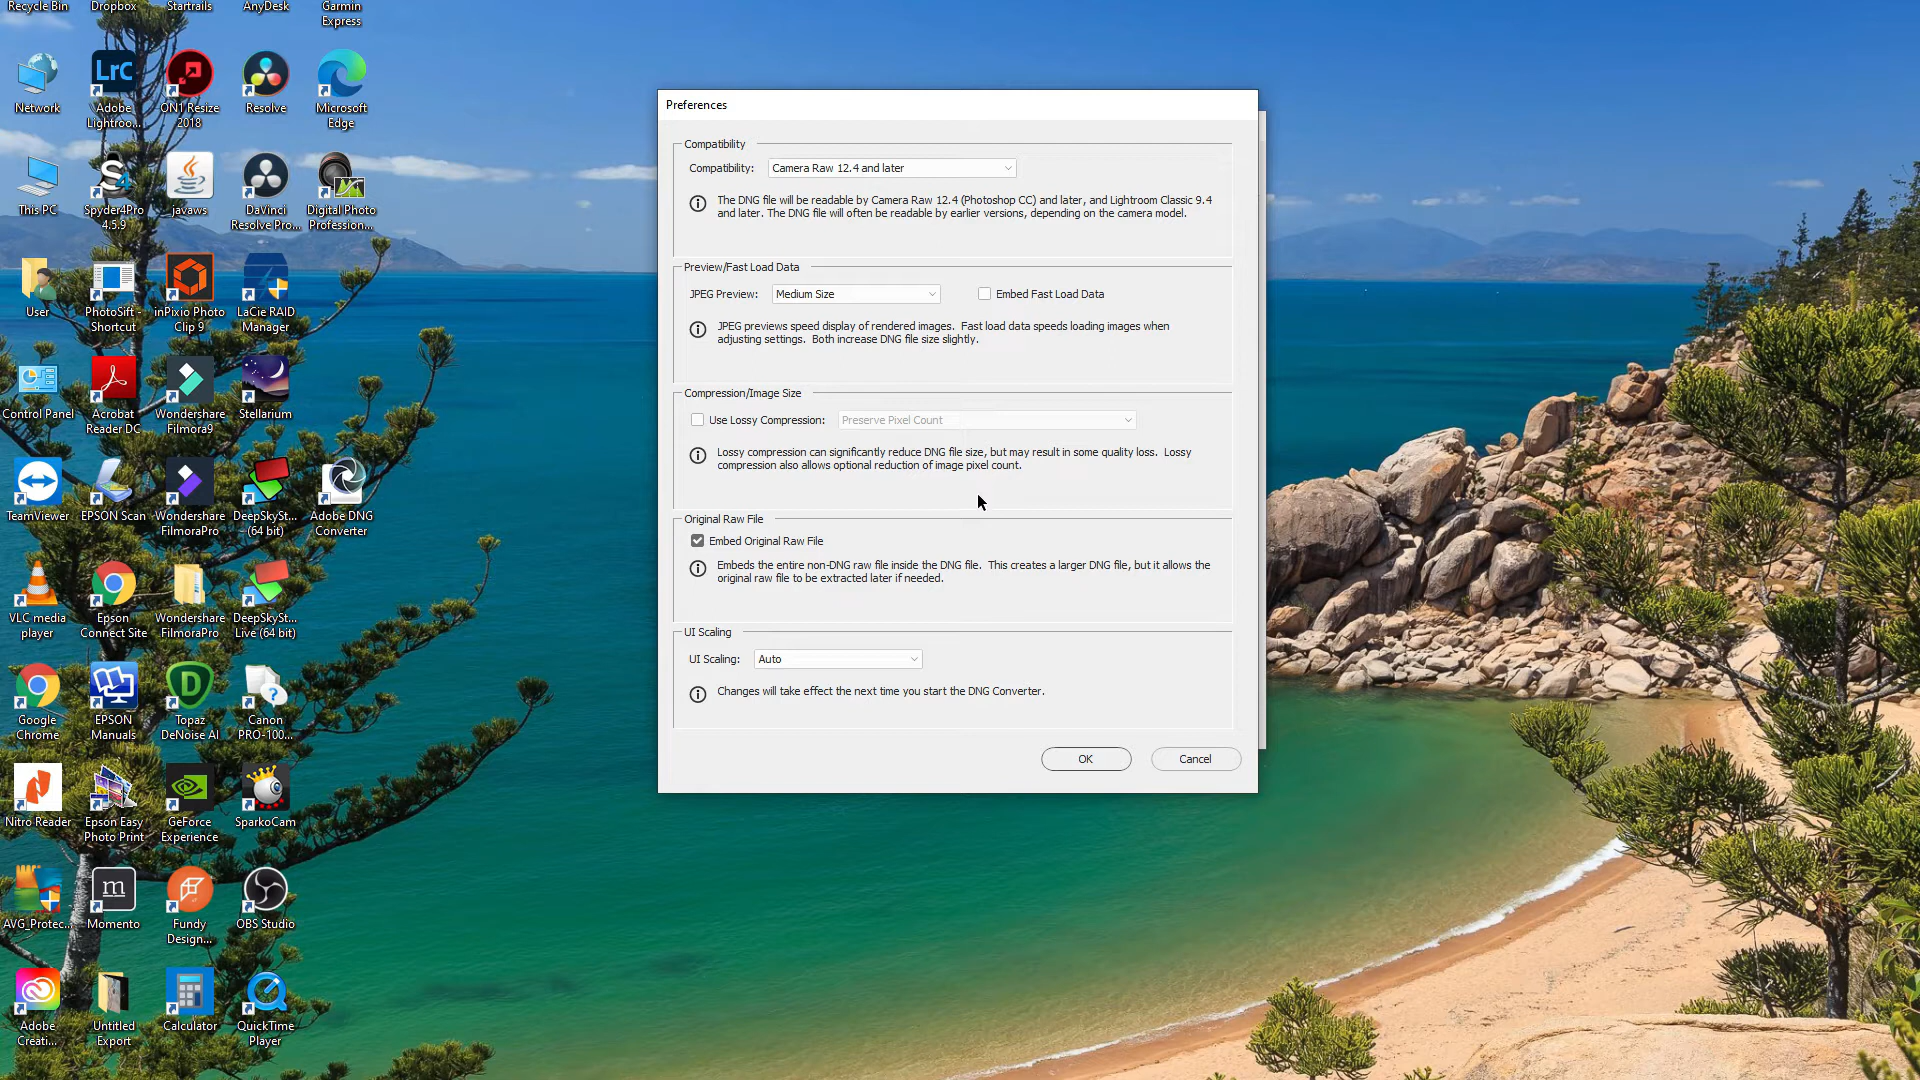 Recycle Bin
Dropbox
Startrails
AnyDesk
Garmin
Express
Network
Adobe
Lightroo...
ON1 Resize
2018
Resolve
Microsoft
Edge
This PC
Spyder4Pro
4.5.9
javaws
DaVinci
Resolve Pro...
Digital Photo
Profession...
User
PhotoSift -
Shortcut
inPixio Photo
Clip 9
LaCie RAID
Manager
Control Panel
Acrobat
Reader DC
Wondershare
Filmora9
Stellarium
TeamViewer
EPSON Scan
Wondershare
FilmoraPro
DeepSkySt...
(64 bit)
Adobe DNG
Converter
VLC media
player
Epson
Connect Site
Wondershare
FilmoraPro
DeepSkySt...
Live (64 bit)
Google
Chrome
EPSON
Manuals
Topaz
DeNoise AI
Canon
PRO-100...
Nitro Reader
Epson Easy
Photo Print
GeForce
Experience
SparkoCam
AVG_Protec...
Momento
Fundy
Design...
OBS Studio
Adobe
Creati...
Untitled
Export
Calculator
QuickTime
Player
Lrc
S4
D
m
Preferences
Compatibility
Compatibility: Camera Raw 12.4 and later
The DNG file will be readable by Camera Raw 12.4 (Photoshop CC) and later, and Lightroom Classic 9.4
and later. The DNG file will often be readable by earlier versions, depending on the camera model.
Preview/Fast Load Data
JPEG Preview: Medium Size Embed Fast Load Data
JPEG previews speed display of rendered images. Fast load data speeds loading images when
adjusting settings. Both increase DNG file size slightly.
Compression/Image Size
Use Lossy Compression: Preserve Pixel Count
Lossy compression can significantly reduce DNG file size, but may result in some quality loss. Lossy
compression also allows optional reduction of image pixel count.
Original Raw File
Embed Original Raw File
Embeds the entire non-DNG raw file inside the DNG file. This creates a larger DNG file, but it allows the
original raw file to be extracted later if needed.
UI Scaling
UI Scaling: Auto
Changes will take effect the next time you start the DNG Converter.
OK Cancel